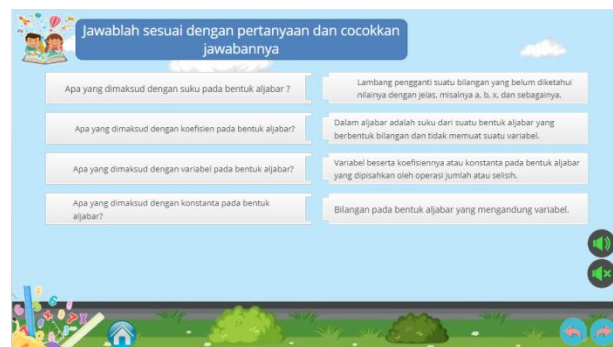 Jawablah sesuai dengan pertanyaan dan cocokkan
jawabannya
Apa yang dimaksud dengan suku pada bentuk aljabar ?
Lambang pengganti suatu bilangan yang belum diketahui
nilainya dengan jelas, misalnya a, b, x, dan sebagainya.
Apa yang dimaksud dengan koefisien pada bentuk aljabar?
Dalam aljabar adalah suku dari suatu bentuk aljabar yang
berbentuk bilangan dan tidak memuat suatu variabel.
Apa yang dimaksud dengan variabel pada bentuk aljabar?
Variabel beserta koefisiennya atau konstanta pada bentuk aljabar
yang dipisahkan oleh operasi jumlah atau selisih.
Apa yang dimaksud dengan konstanta pada bentuk
aljabar?
Bilangan pada bentuk aljabar yang mengandung variabel.